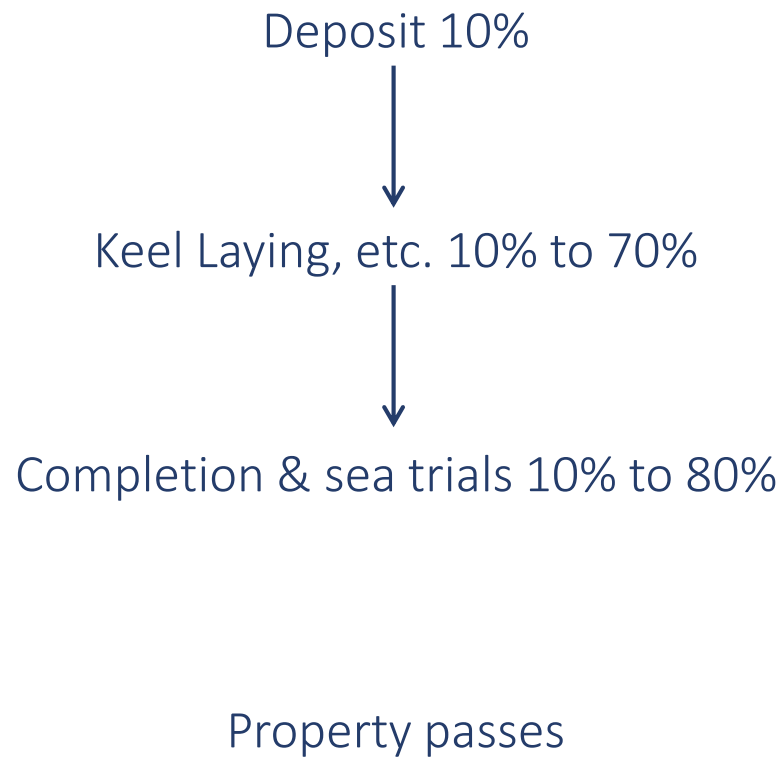 Deposit 10%
Keel Laying, etc. 10% to 70%
Completion & sea trials 10% to 80%
Property passes